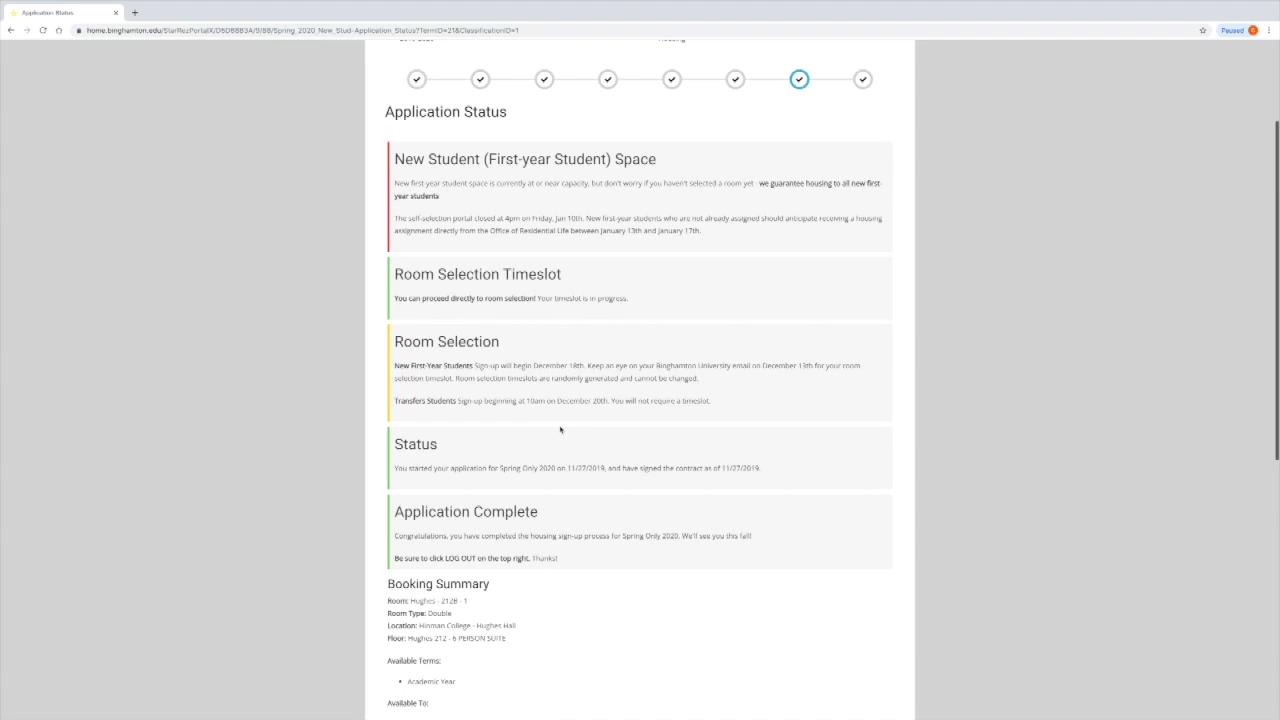 Application Status
home.binghamton.edu/StarRezPortalX/D6D88B3A/9/88/Spring_2020_New_Stud-Application_Status?TermID=21&ClassificationID=1
Paused
Application Status
New Student (First-year Student) Space
New first-year student space is currently at or near capacity, but don't worry if you haven't selected a room yet - we guarantee housing to all new first-
year students
The self-selection portal closed at 4pm on Friday, Jan 10th. New first-year students who are not already assigned should anticipate receiving a housing
assignment directly from the Office of Residential Life between January 13th and January 17th.
Room Selection Timeslot
You can proceed directly to room selection! Your timeslot is in progress.
Room Selection
New First-Year Students Sign-up will begin December 18th. Keep an eye on your Binghamton University email on December 13th for your room
selection timeslot. Room selection timeslots are randomly generated and cannot be changed.
Transfers Students Sign-up beginning at 10am on December 20th. You will not require a timeslot.
Status
You started your application for Spring Only 2020 on 11/27/2019, and have signed the contract as of 11/27/2019.
Application Complete
Congratulations, you have completed the housing sign-up process for Spring Only 2020. We'll see you this fall!
Be sure to click LOG OUT on the top right. Thanks!
Booking Summary
Room: Hughes - 212B - 1
Room Type: Double
Location: Hinman College - Hughes Hall
Floor: Hughes 212 - 6 PERSON SUITE
Available Terms:
• Academic Year
Available To: